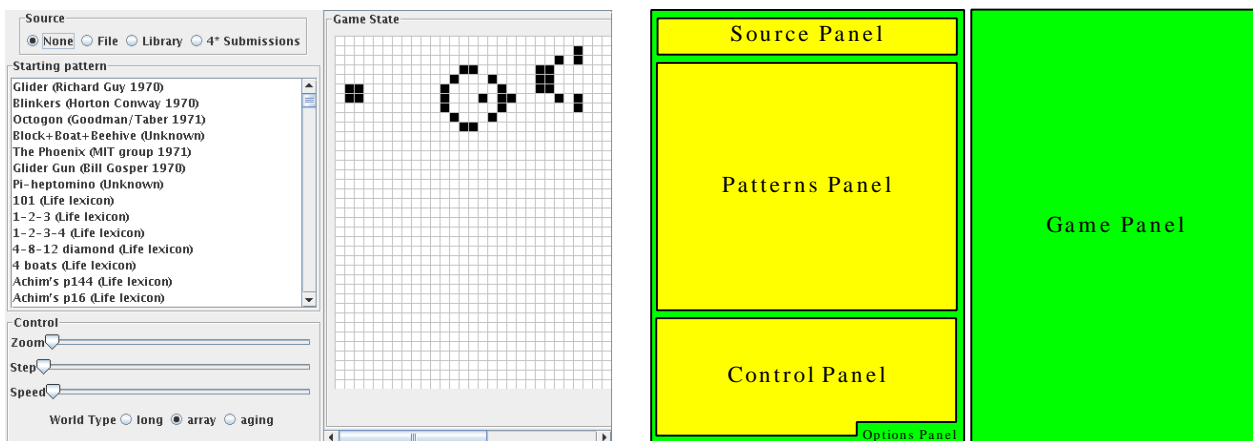 Source
None File Library 4* Submissions
Starting pattern
Glider (Richard Guy 1970)
Blinkers (Horton Conway 1970)
Octogon (Goodman/Taber 1971)
Block+Boat+Beehive (Unknown)
The Phoenix (MIT group 1971)
Glider Gun (Bill Gosper 1970)
Pi-heptomino (Unknown)
101 (Life lexicon)
1-2-3 (Life lexicon)
1-2-3-4 (Life lexicon)
4-8-12 diamond (Life lexicon)
4 boats (Life lexicon)
Achim's p144 (Life lexicon)
Achim's p16 (Life lexicon)
Control
Zoom
Step
Speed
World Type long array aging
Game State
Source Panel
Patterns Panel
Control Panel
Options Panel
Game Panel